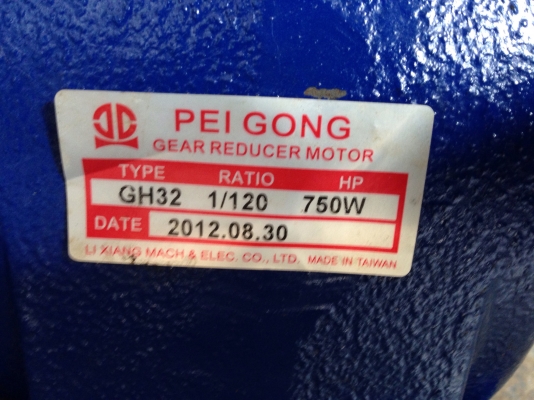 PEI GONG
GEAR REDUCER MOTOR
TYPE RATIO HP
GH32 1/120 750W
DATE 2012.08.30
LI XIANG MACH & ELEC. CO., LTD. MADE IN TAIWAN